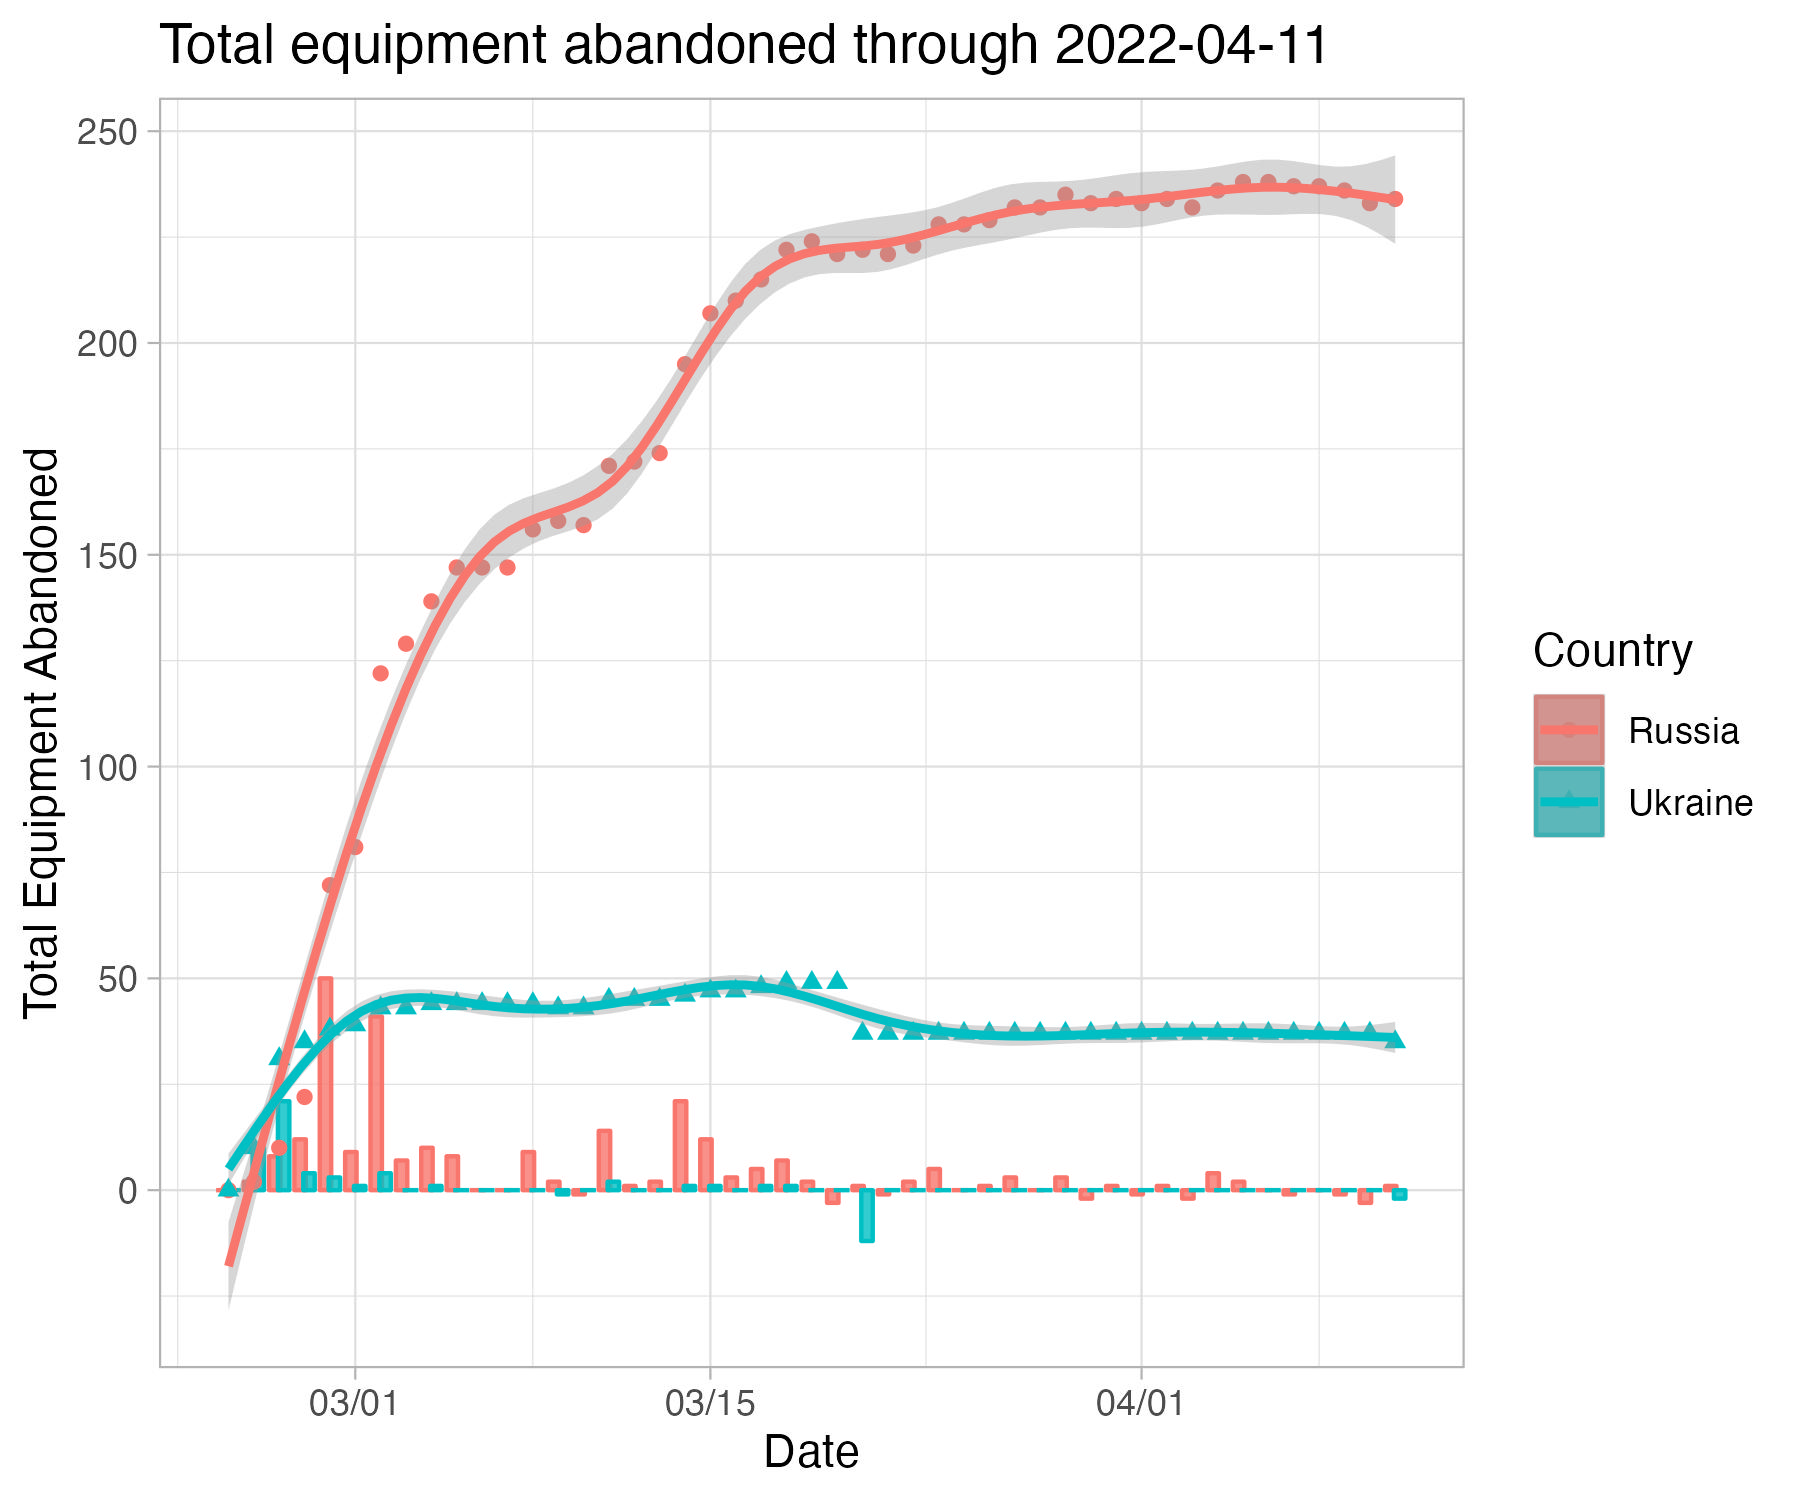 Total equipment abandoned through 2022-04-11
Total Equipment Abandoned
250
200
150
100
50
0
03/01
03/15
04/01
Date
Country
Russia
Ukraine